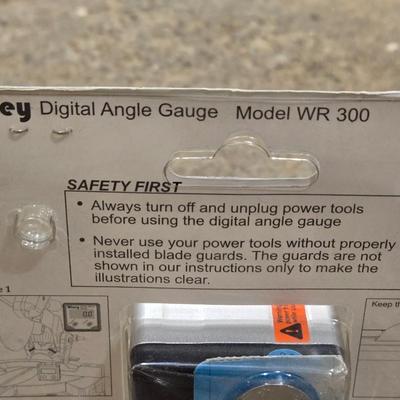 Digital Angle Gauge Model WR 300
SAFETY FIRST
• Always turn off and unplug power tools
before using the digital angle gauge
• Never use your power tools without properly
installed blade guards. The guards are not
shown in our instructions only to make the
illustrations clear.
Keep the